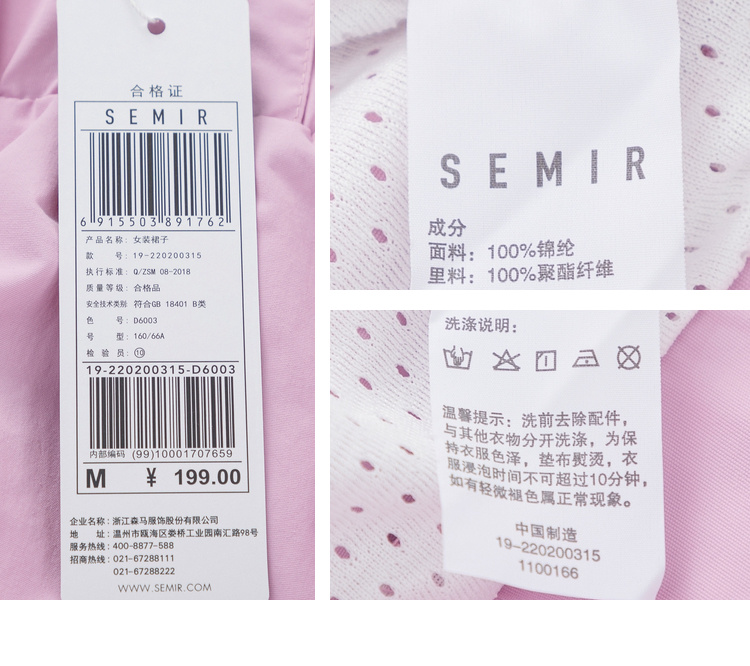 合格证
SEMIR
6 915503 891762
产品名称: 女装裙子
款 号: 19-220200315
执行标准: Q/ZSM 08-2018
质量等级: 合格品
安全技术类别: 符合GB 18401 B类
色 号: D6003
号 型: 160/66A
检 验 员: ⑩
19-220200315-D6003
内部编码 (99)10001707659
M ¥ 199.00
企业名称: 浙江森马服饰股份有限公司
地 址: 温州市瓯海区娄桥工业园南汇路98号
服务热线: 400-8877-588
招商热线: 021-67288111
021-67288222
WWW.SEMIR.COM
SEMIR
成分
面料: 100%锦纶
里料: 100%聚酯纤维
洗涤说明:
温馨提示: 洗前去除配件,
与其他衣物分开洗涤, 为保
持衣服色泽, 垫布熨烫, 衣
服浸泡时间不可超过10分钟,
如有轻微褪色属正常现象。
中国制造
19-220200315
1100166